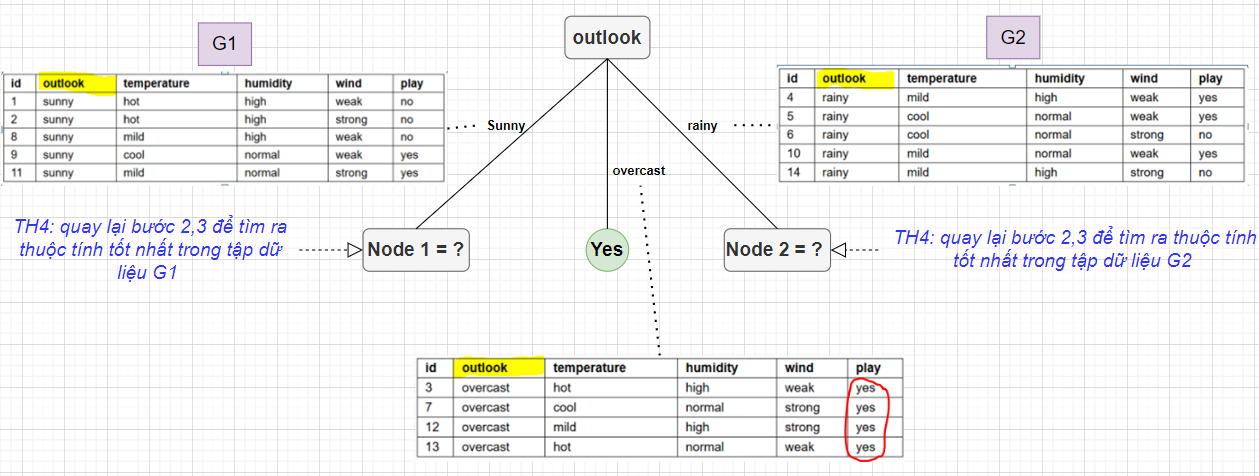 outlook
G1
id outlook temperature humidity wind play
1 sunny hot high weak no
2 sunny hot high strong no
8 sunny mild high weak no
9 sunny cool normal weak yes
11 sunny mild normal strong yes
G2
id outlook temperature humidity wind play
4 rainy mild high weak yes
5 rainy cool normal weak yes
6 rainy cool normal strong no
10 rainy mild normal weak yes
14 rainy mild high strong no
Sunny
overcast
rainy
TH4: quay lại bước 2,3 để tìm ra
thuộc tính tốt nhất trong tập dữ
liệu G1
Node 1 = ?
Yes
Node 2 = ?
TH4: quay lại bước 2,3 để tìm ra thuộc tính
tốt nhất trong tập dữ liệu G2
id outlook temperature humidity wind play
3 overcast hot high weak yes
7 overcast cool normal strong yes
12 overcast mild high strong yes
13 overcast hot normal weak yes